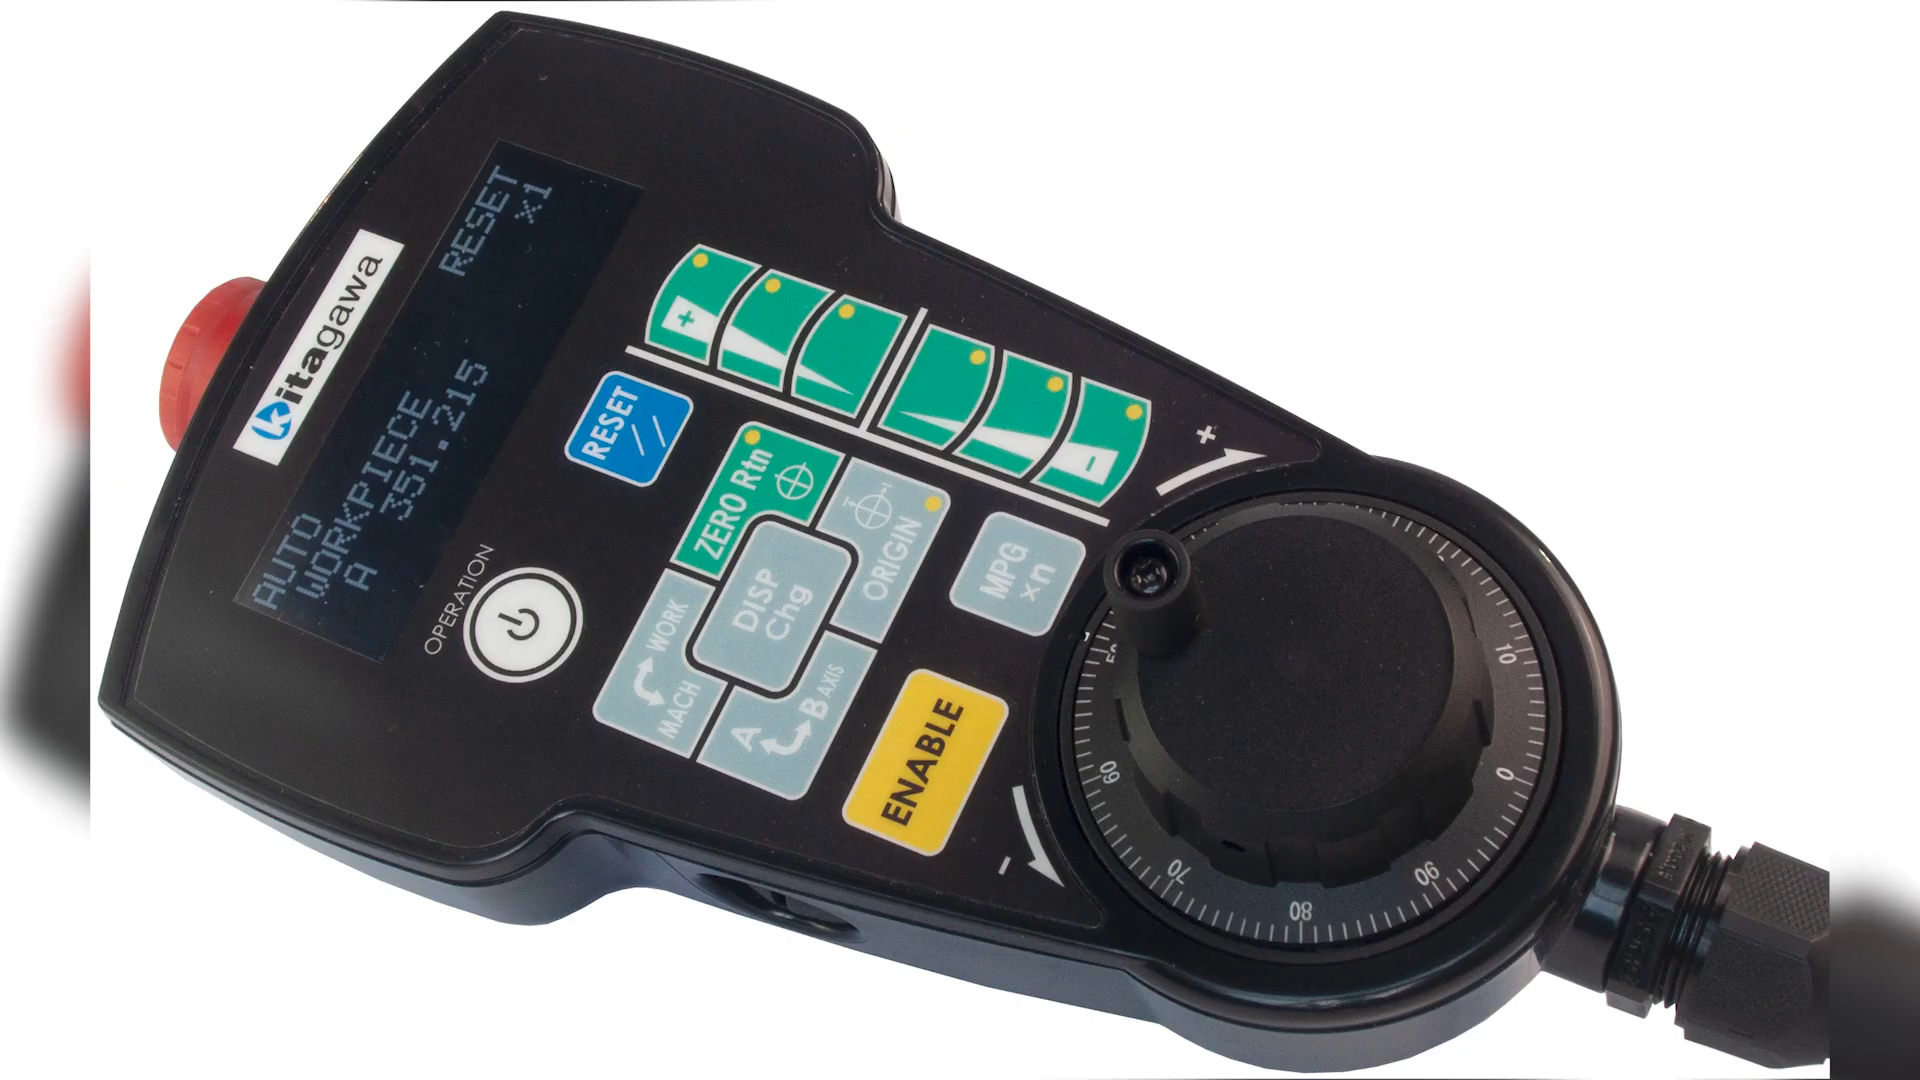 kitagawa
AUTO RESET
WORKPIECE x1
A 351.215
OPERATION
RESET
+
-
ZERO Rtn
ORIGIN
WORK
MACH
DISP
Chg
A
B AXIS
MPG
×n
ENABLE
+
-
0
10
60
70
80
90